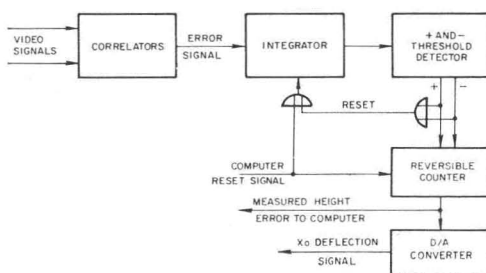 VIDEO
SIGNALS
CORRELATORS
ERROR
SIGNAL
INTEGRATOR
+ AND-
THRESHOLD
DETECTOR
+ -
RESET
COMPUTER
RESET SIGNAL
REVERSIBLE
COUNTER
MEASURED HEIGHT
ERROR TO COMPUTER
Xo DEFLECTION
SIGNAL
D/A
CONVERTER